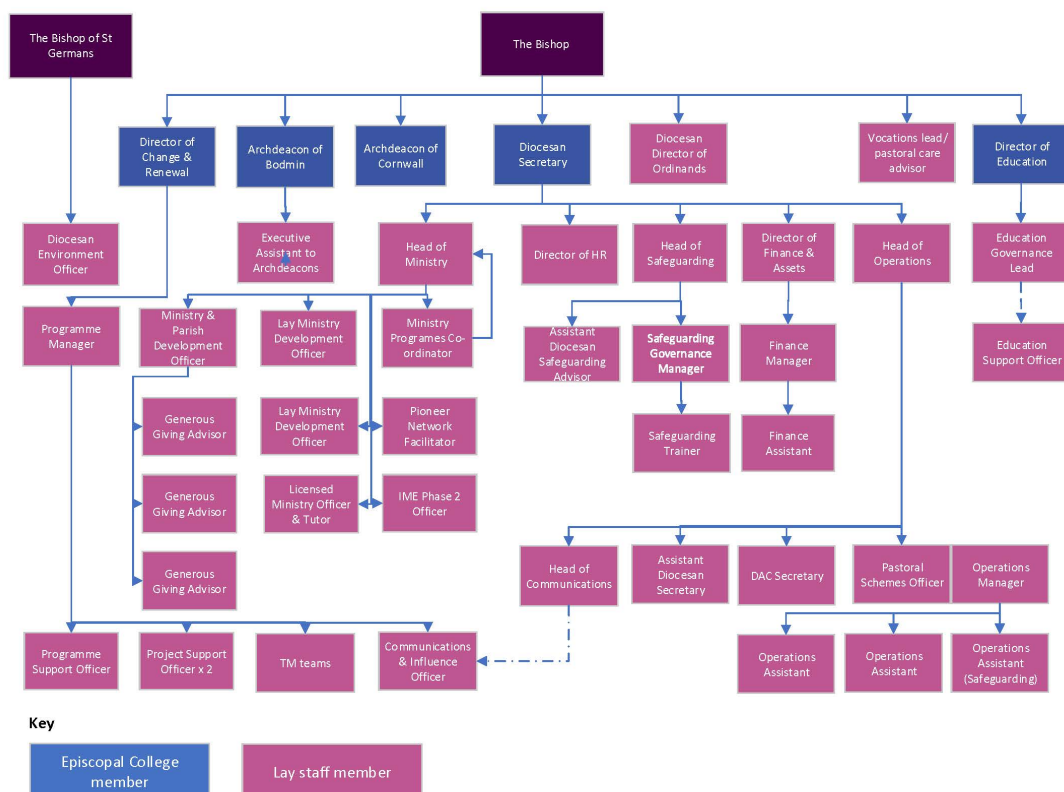 The Bishop of St
Germans
The Bishop
Director of
Change &
Renewal
Archdeacon of
Bodmin
Archdeacon of
Cornwall
Diocesan
Secretary
Diocesan
Director of
Ordinands
Vocations lead/
pastoral care
advisor
Director of
Education
Diocesan
Environment
Officer
Executive
Assistant to
Archdeacons
Head of
Ministry
Director of HR
Head of
Safeguarding
Director of
Finance &
Assets
Head of
Operations
Education
Governance
Lead
Programme
Manager
Ministry &
Parish
Development
Officer
Lay Ministry
Development
Officer
Ministry
Programes Co-
ordinator
Assistant
Diocesan
Safeguarding
Advisor
Safeguarding
Governance
Manager
Finance
Manager
Education
Support Officer
Generous
Giving Advisor
Lay Ministry
Development
Officer
Pioneer
Network
Facilitator
Safeguarding
Trainer
Finance
Assistant
Generous
Giving Advisor
Licensed
Ministry Officer
& Tutor
IME Phase 2
Officer
Generous
Giving Advisor
Head of
Communications
Assistant
Diocesan
Secretary
DAC Secretary
Pastoral
Schemes Officer
Operations
Manager
Programme
Support Officer
Project Support
Officer x 2
TM teams
Communications
& Influence
Officer
Operations
Assistant
Operations
Assistant
Operations
Assistant
(Safeguarding)
Key
Episcopal College
member
Lay staff member